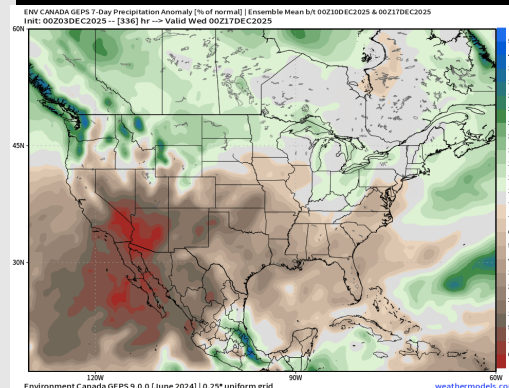 ENV CANADA GEPS 7-Day Precipitation Anomaly [% of normal] | Ensemble Mean b/t 00Z10DEC2025 & 00Z17DEC2025
Init: 00Z03DEC2025 -- [336] hr --> Valid Wed 00Z17DEC2025
60N
45N
30N
120W
90W
60W
Environment Canada GEPS 9.0.0 [June 2024] | 0.25° uniform grid
weathermodels.com